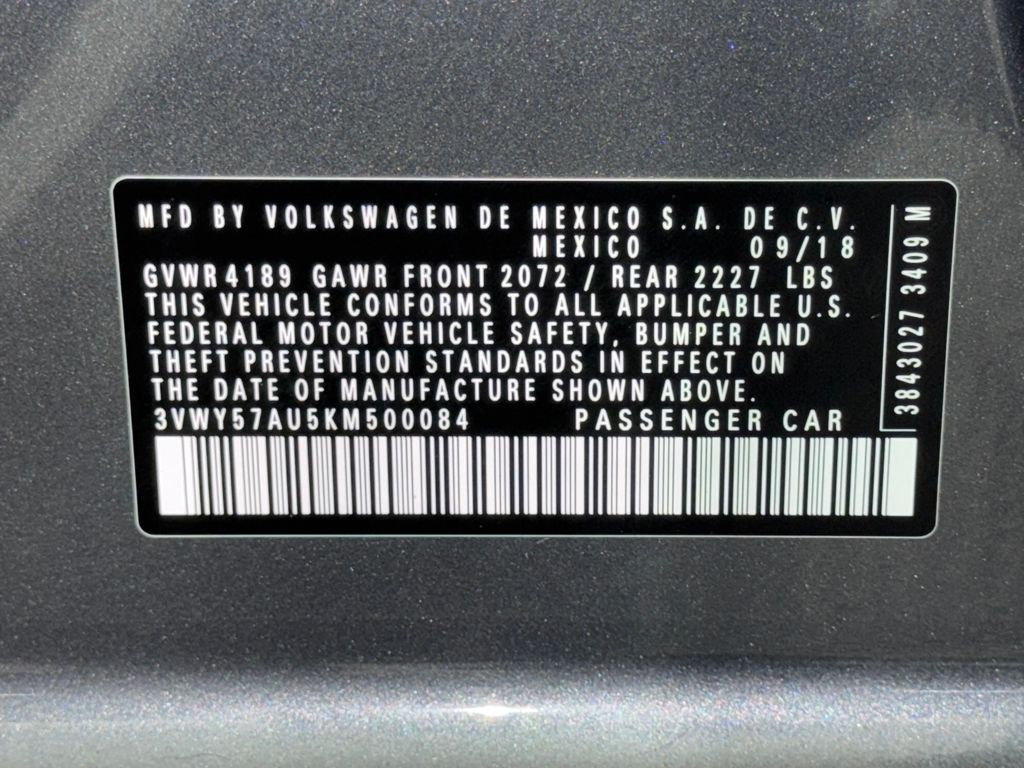 MFD BY VOLKSWAGEN DE MEXICO S.A. DE C.V.
MEXICO 09/18
GVWR 4189 GAWR FRONT 2072 / REAR 2227 LBS
THIS VEHICLE CONFORMS TO ALL APPLICABLE U.S.
FEDERAL MOTOR VEHICLE SAFETY, BUMPER AND
THEFT PREVENTION STANDARDS IN EFFECT ON
THE DATE OF MANUFACTURE SHOWN ABOVE.
3VWY57AU5KM500084 PASSENGER CAR
3843027 3409 M